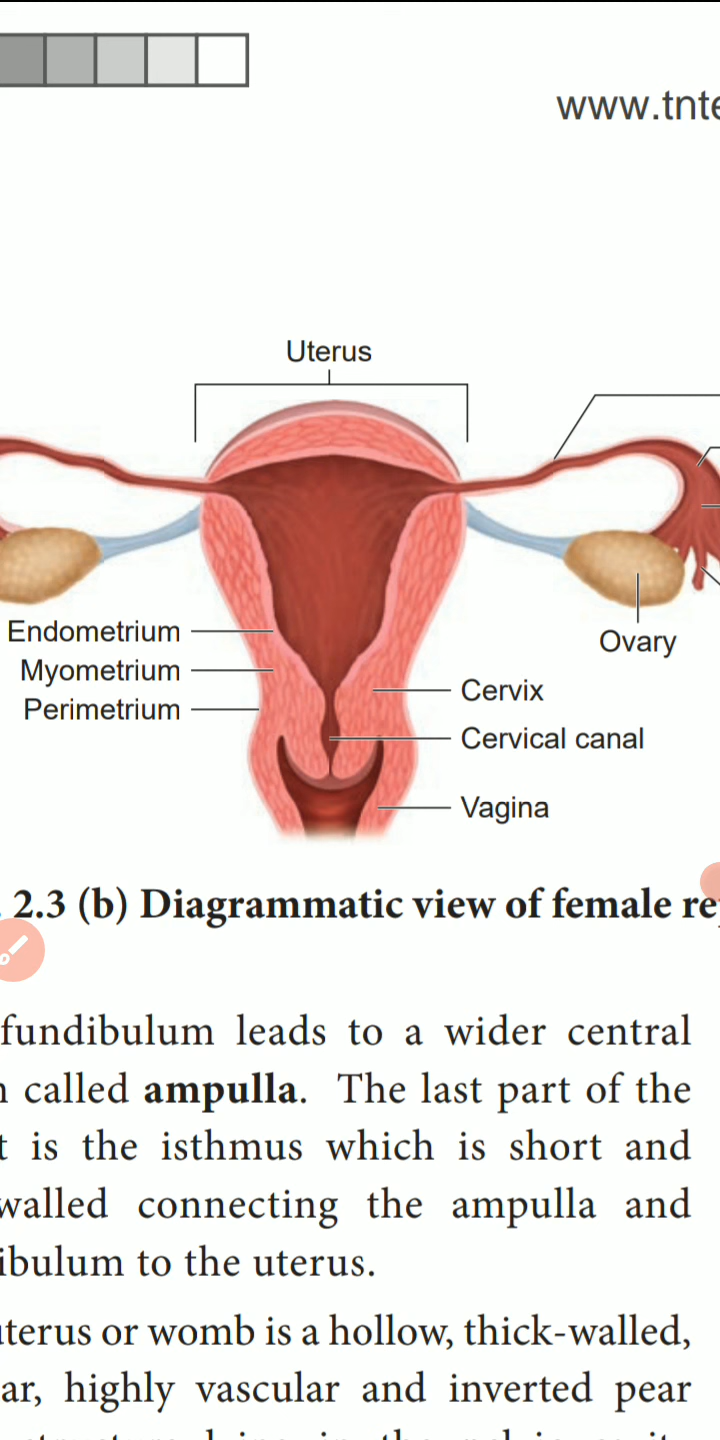 www.tnte
Uterus
Endometrium
Myometrium
Perimetrium
Ovary
Cervix
Cervical canal
Vagina
2.3 (b) Diagrammatic view of female re
fundibulum leads to a wider central
called ampulla. The last part of the
t is the isthmus which is short and
walled connecting the ampulla and
ibulum to the uterus.
uterus or womb is a hollow, thick-walled,
ar, highly vascular and inverted pear